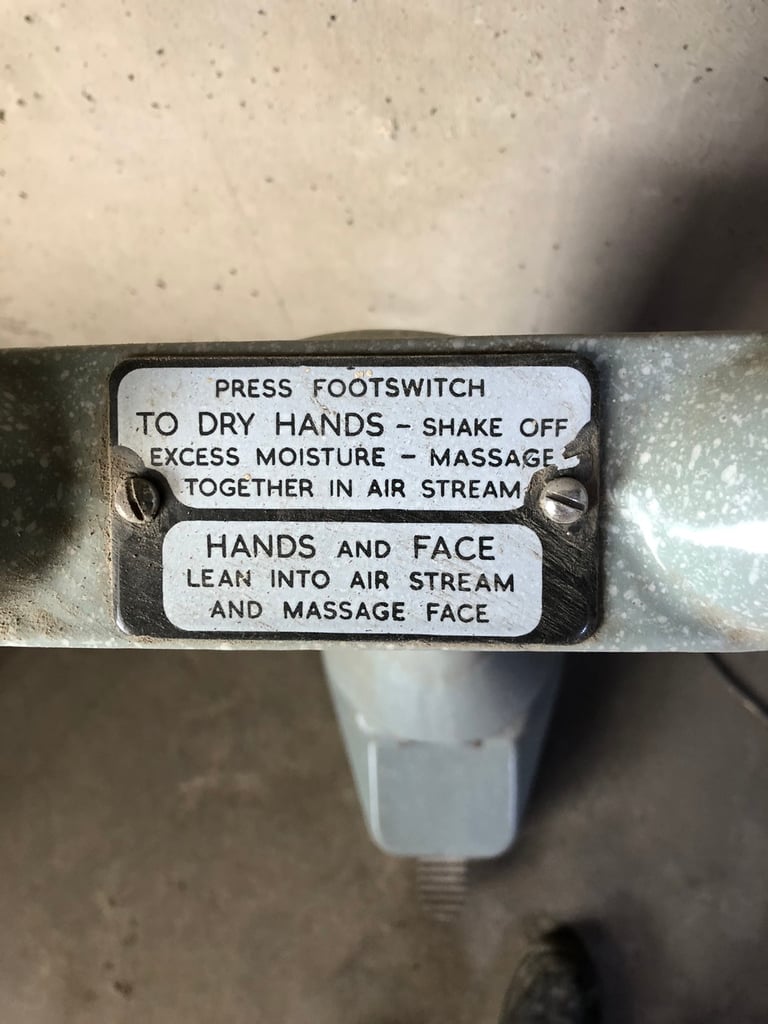 PRESS FOOTSWITCH
TO DRY HANDS - SHAKE OFF
EXCESS MOISTURE - MASSAGE
TOGETHER IN AIR STREAM
HANDS AND FACE
LEAN INTO AIR STREAM
AND MASSAGE FACE